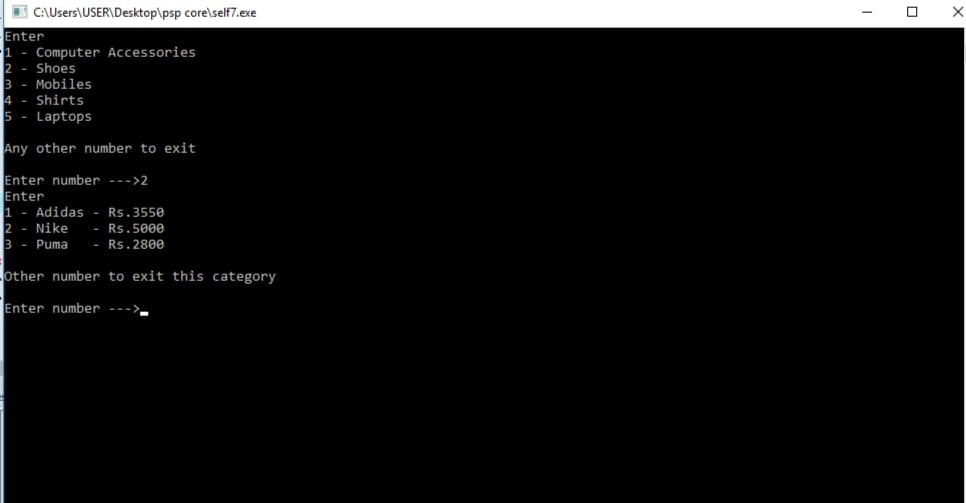 C:\Users\USER\Desktop\psp core\self7.exe
Enter
1 - Computer Accessories
2 - Shoes
3 - Mobiles
4 - Shirts
5 - Laptops
Any other number to exit
Enter number --->2
Enter
1 - Adidas - Rs.3550
2 - Nike   - Rs.5000
3 - Puma   - Rs.2800
Other number to exit this category
Enter number --->